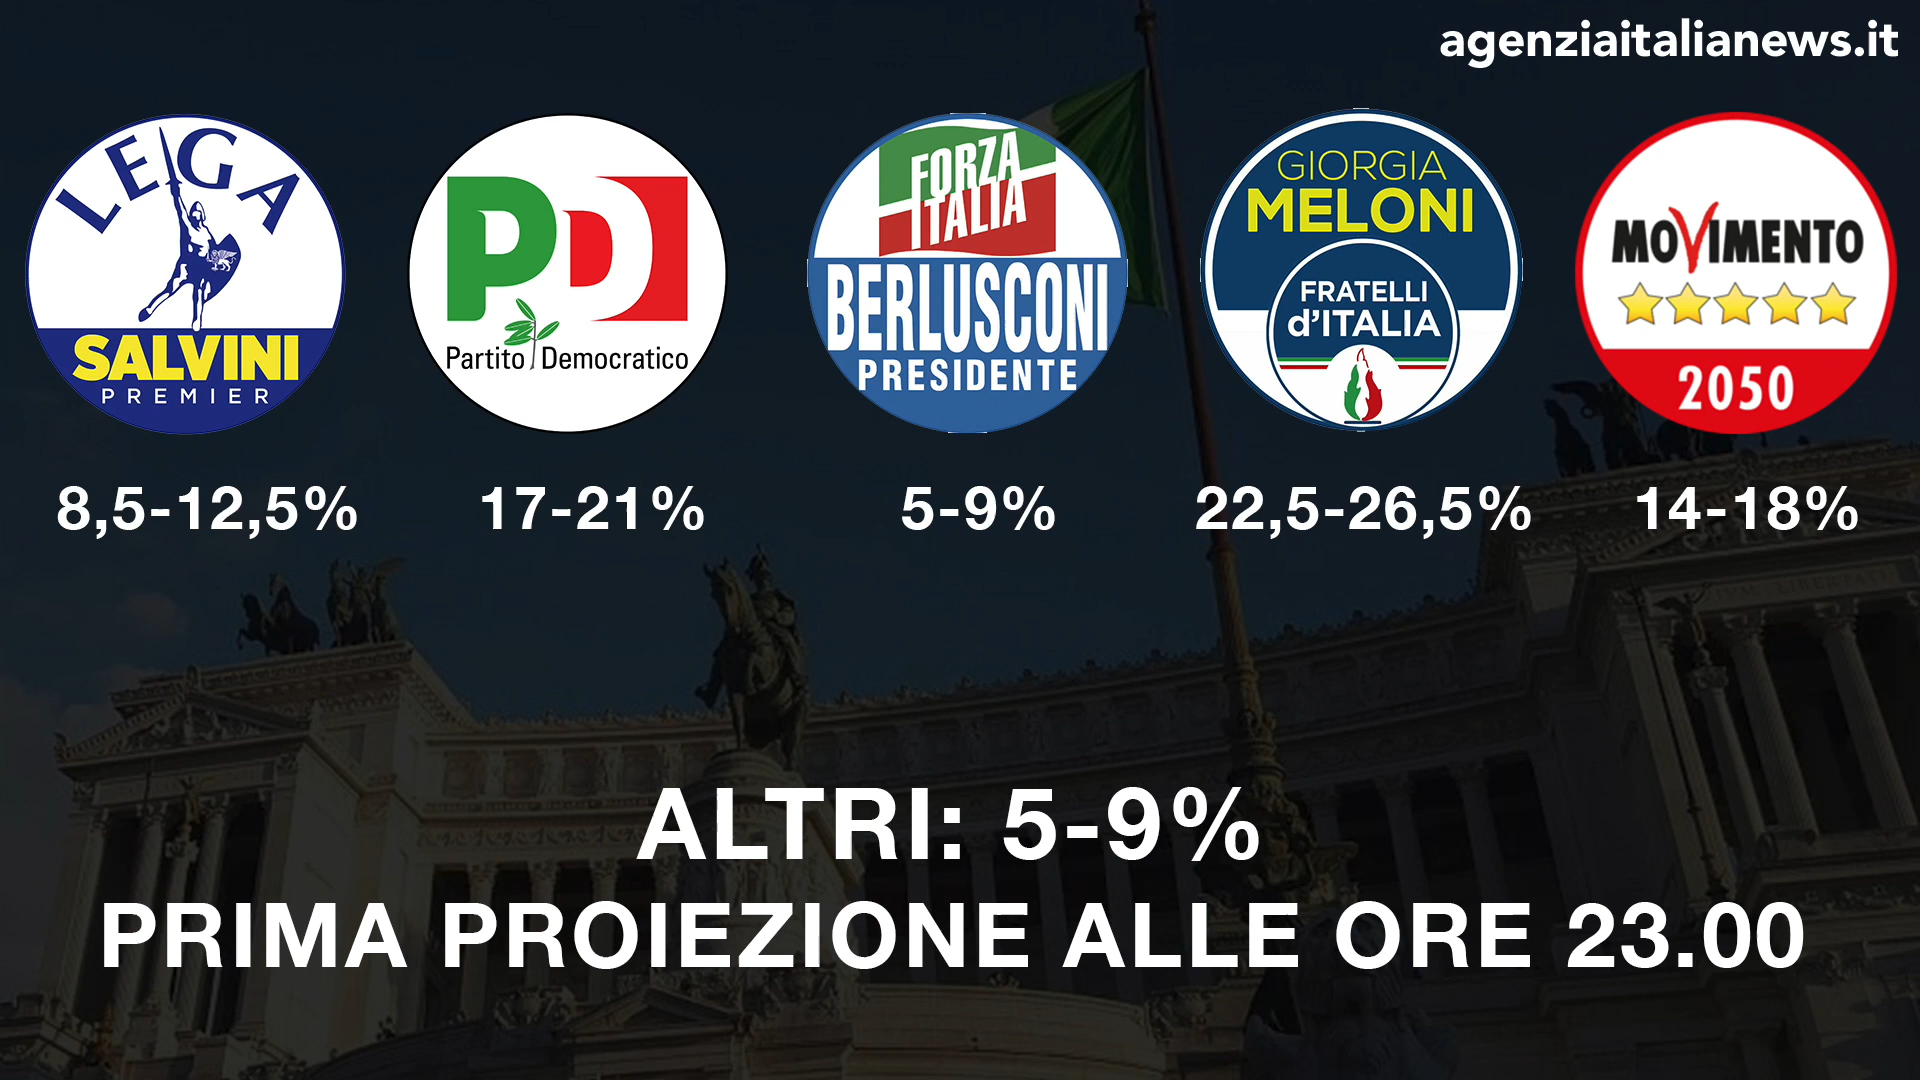 agenziaitalianews.it
LEGA
SALVINI
PREMIER
PD
Partito Democratico
FORZA
ITALIA
BERLUSCONI
PRESIDENTE
GIORGIA
MELONI
FRATELLI
d'ITALIA
MOVIMENTO
2050
8,5-12,5%
17-21%
5-9%
22,5-26,5%
14-18%
ALTRI: 5-9%
PRIMA PROIEZIONE ALLE ORE 23.00